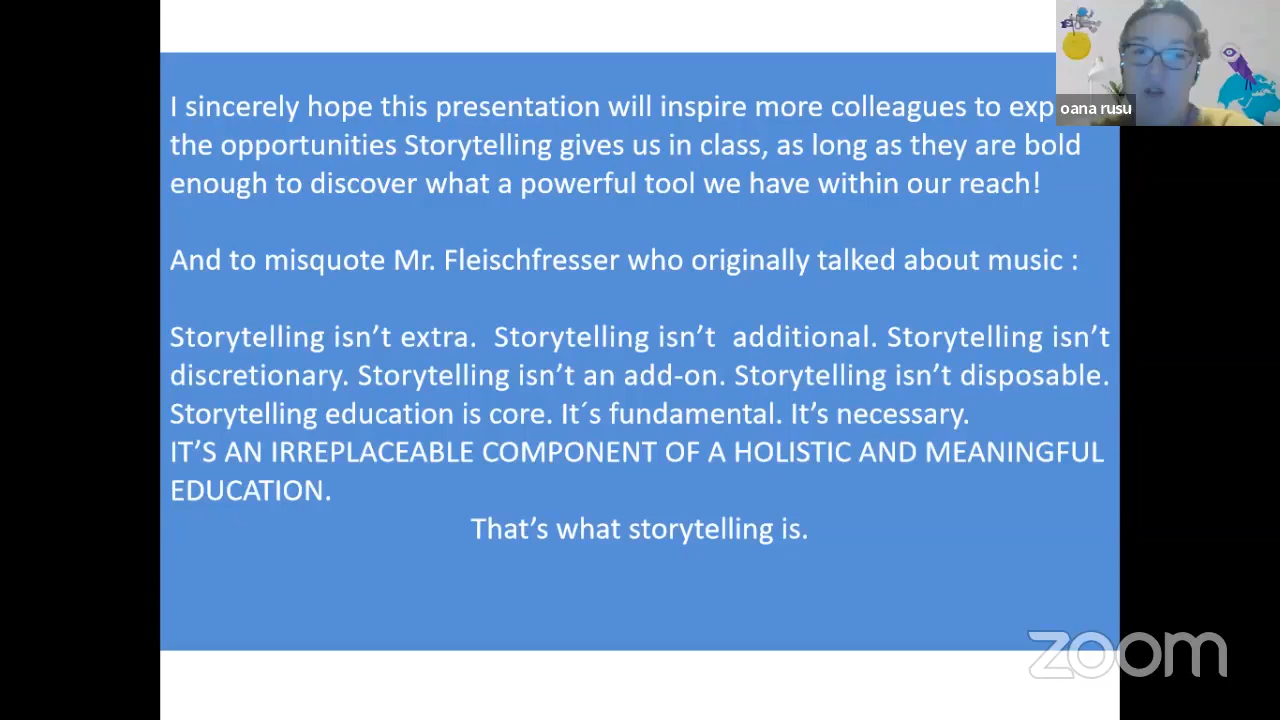 I sincerely hope this presentation will inspire more colleagues to exp
the opportunities Storytelling gives us in class, as long as they are bold
enough to discover what a powerful tool we have within our reach!
And to misquote Mr. Fleischfresser who originally talked about music :
Storytelling isn’t extra. Storytelling isn’t additional. Storytelling isn’t
discretionary. Storytelling isn’t an add-on. Storytelling isn’t disposable.
Storytelling education is core. It´s fundamental. It’s necessary.
IT’S AN IRREPLACEABLE COMPONENT OF A HOLISTIC AND MEANINGFUL
EDUCATION.
That’s what storytelling is.
oana rusu
zoom